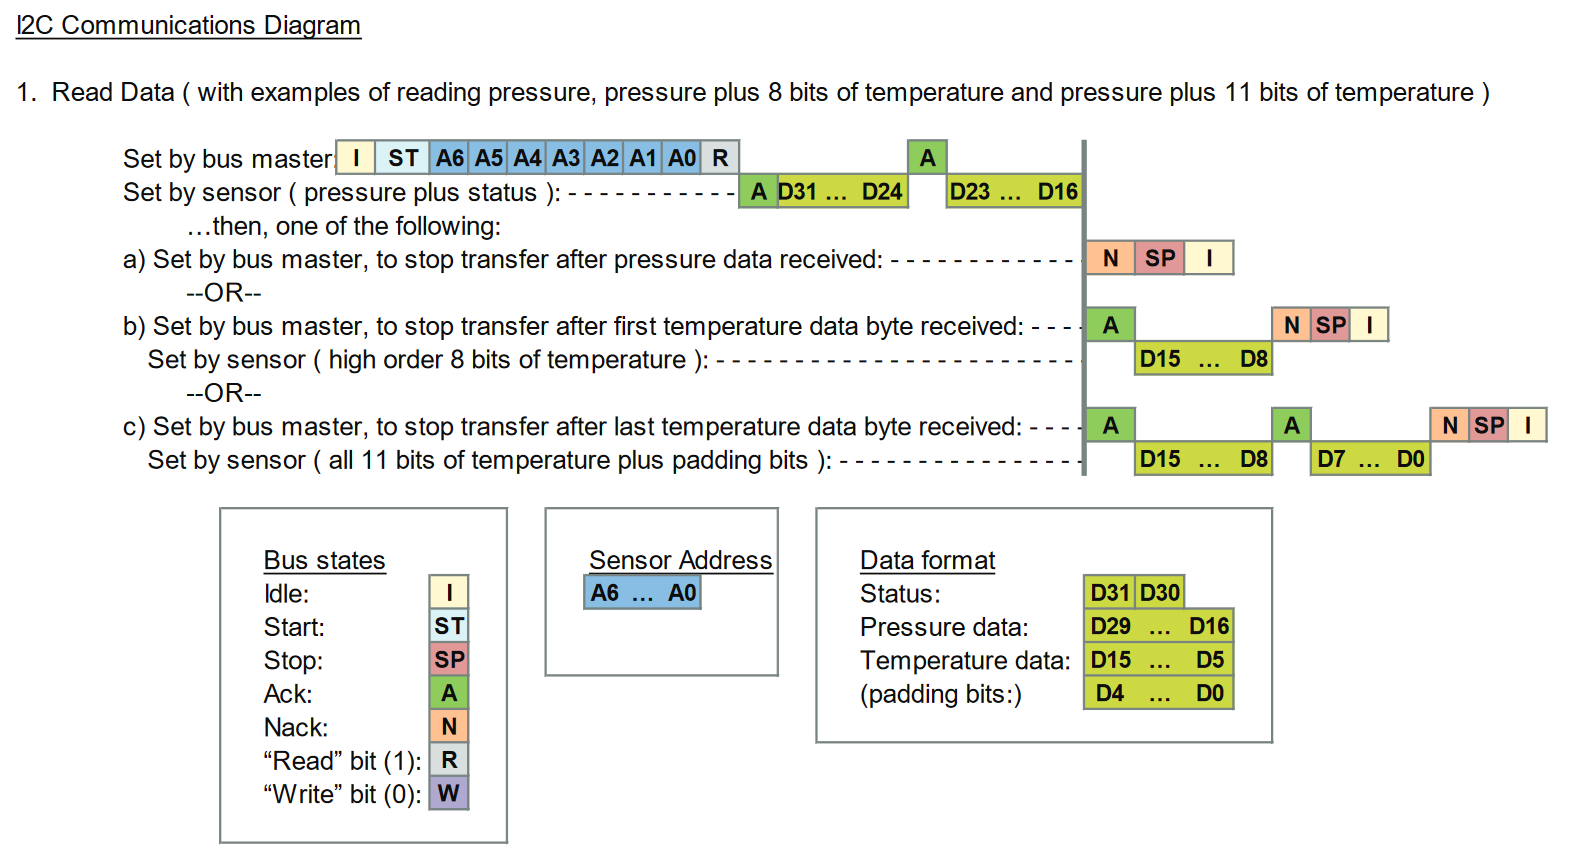 I2C Communications Diagram
1. Read Data ( with examples of reading pressure, pressure plus 8 bits of temperature and pressure plus 11 bits of temperature )
Set by bus master: I ST A6 A5 A4 A3 A2 A1 A0 R A
Set by sensor ( pressure plus status ): - - - - - - - - - - - A D31 ... D24 D23 ... D16
...then, one of the following:
a) Set by bus master, to stop transfer after pressure data received: - - - - - - - - - - - - N SP I
--OR--
b) Set by bus master, to stop transfer after first temperature data byte received: - - - - A N SP I
Set by sensor ( high order 8 bits of temperature ): - - - - - - - - - - - - - - - - - - - - - - - D15 ... D8
--OR--
c) Set by bus master, to stop transfer after last temperature data byte received: - - - - A A N SP I
Set by sensor ( all 11 bits of temperature plus padding bits ): - - - - - - - - - - - - - - - - D15 ... D8 D7 ... D0
Bus states
Idle: I
Start: ST
Stop: SP
Ack: A
Nack: N
“Read” bit (1): R
“Write” bit (0): W
Sensor Address
A6 ... A0
Data format
Status: D31 D30
Pressure data: D29 ... D16
Temperature data: D15 ... D5
(padding bits:) D4 ... D0